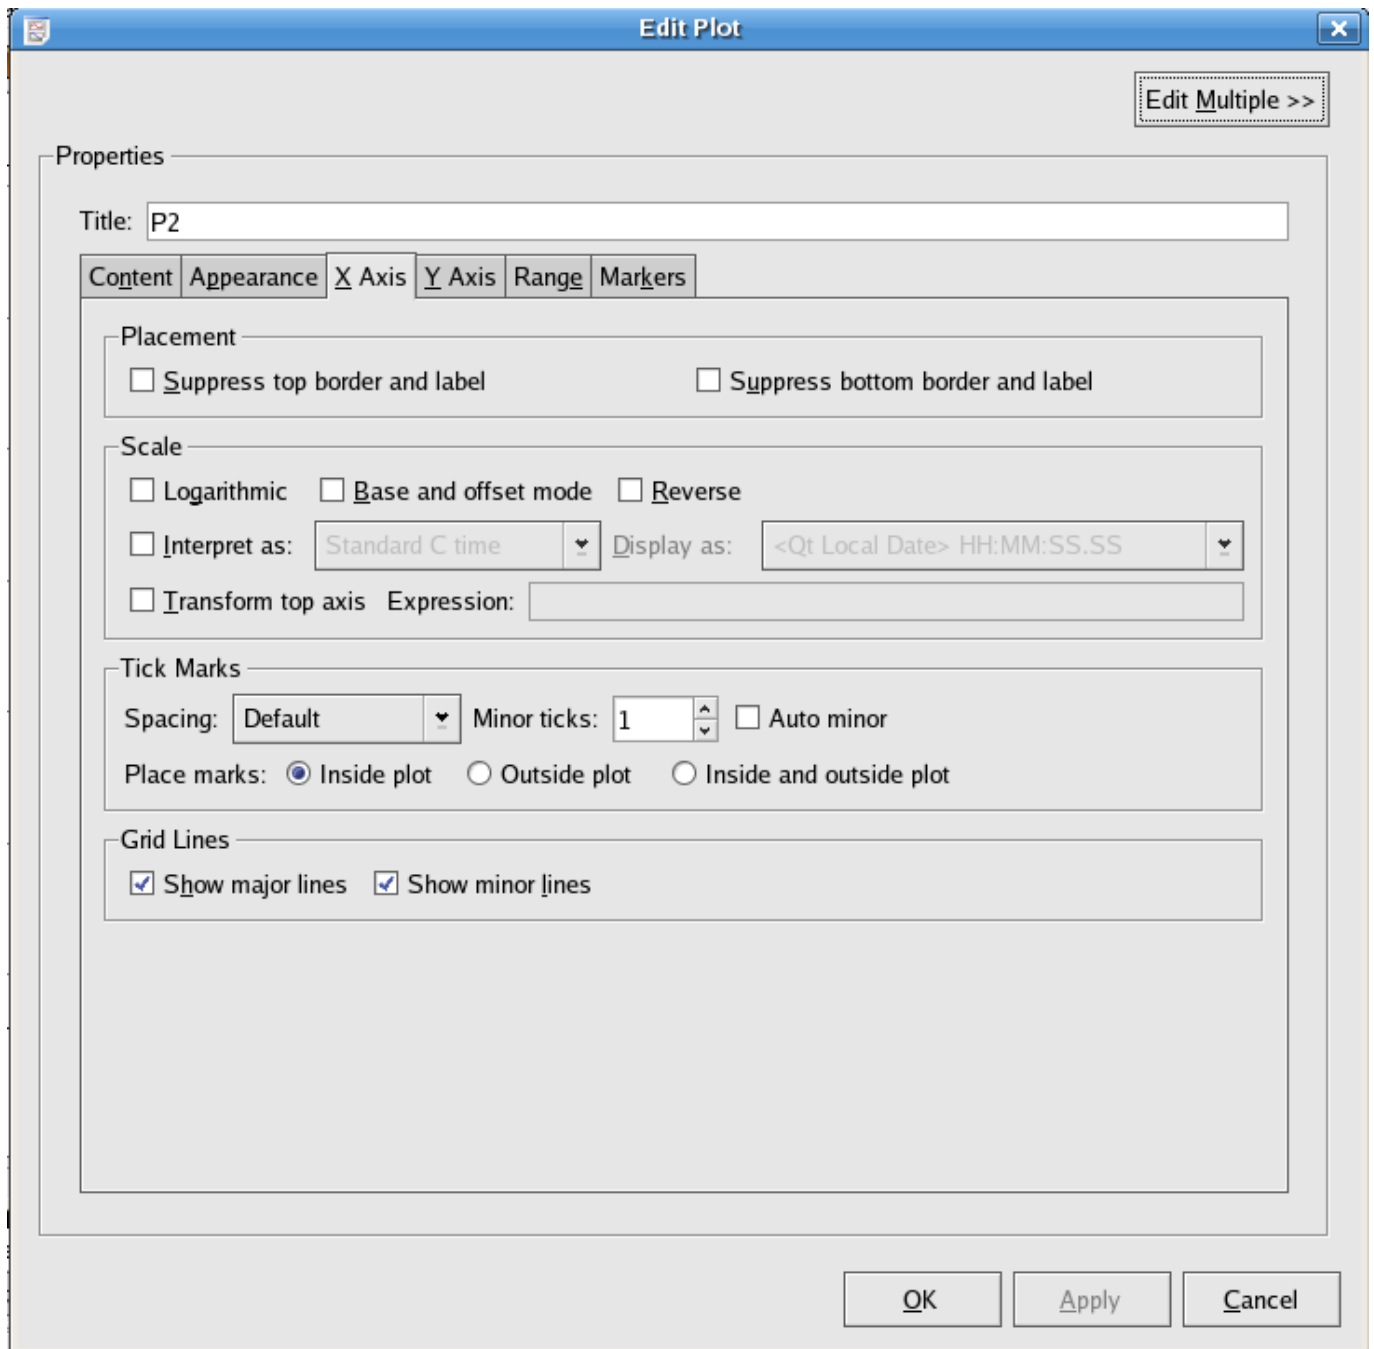 Edit Plot
Edit Multiple >>
Properties
Title: P2
Content Appearance X Axis Y Axis Range Markers
Placement
Suppress top border and label Suppress bottom border and label
Scale
Logarithmic Base and offset mode Reverse
Interpret as: Standard C time Display as: <Qt Local Date> HH:MM:SS.SS
Transform top axis Expression:
Tick Marks
Spacing: Default Minor ticks: 1 Auto minor
Place marks: Inside plot Outside plot Inside and outside plot
Grid Lines
Show major lines Show minor lines
OK Apply Cancel